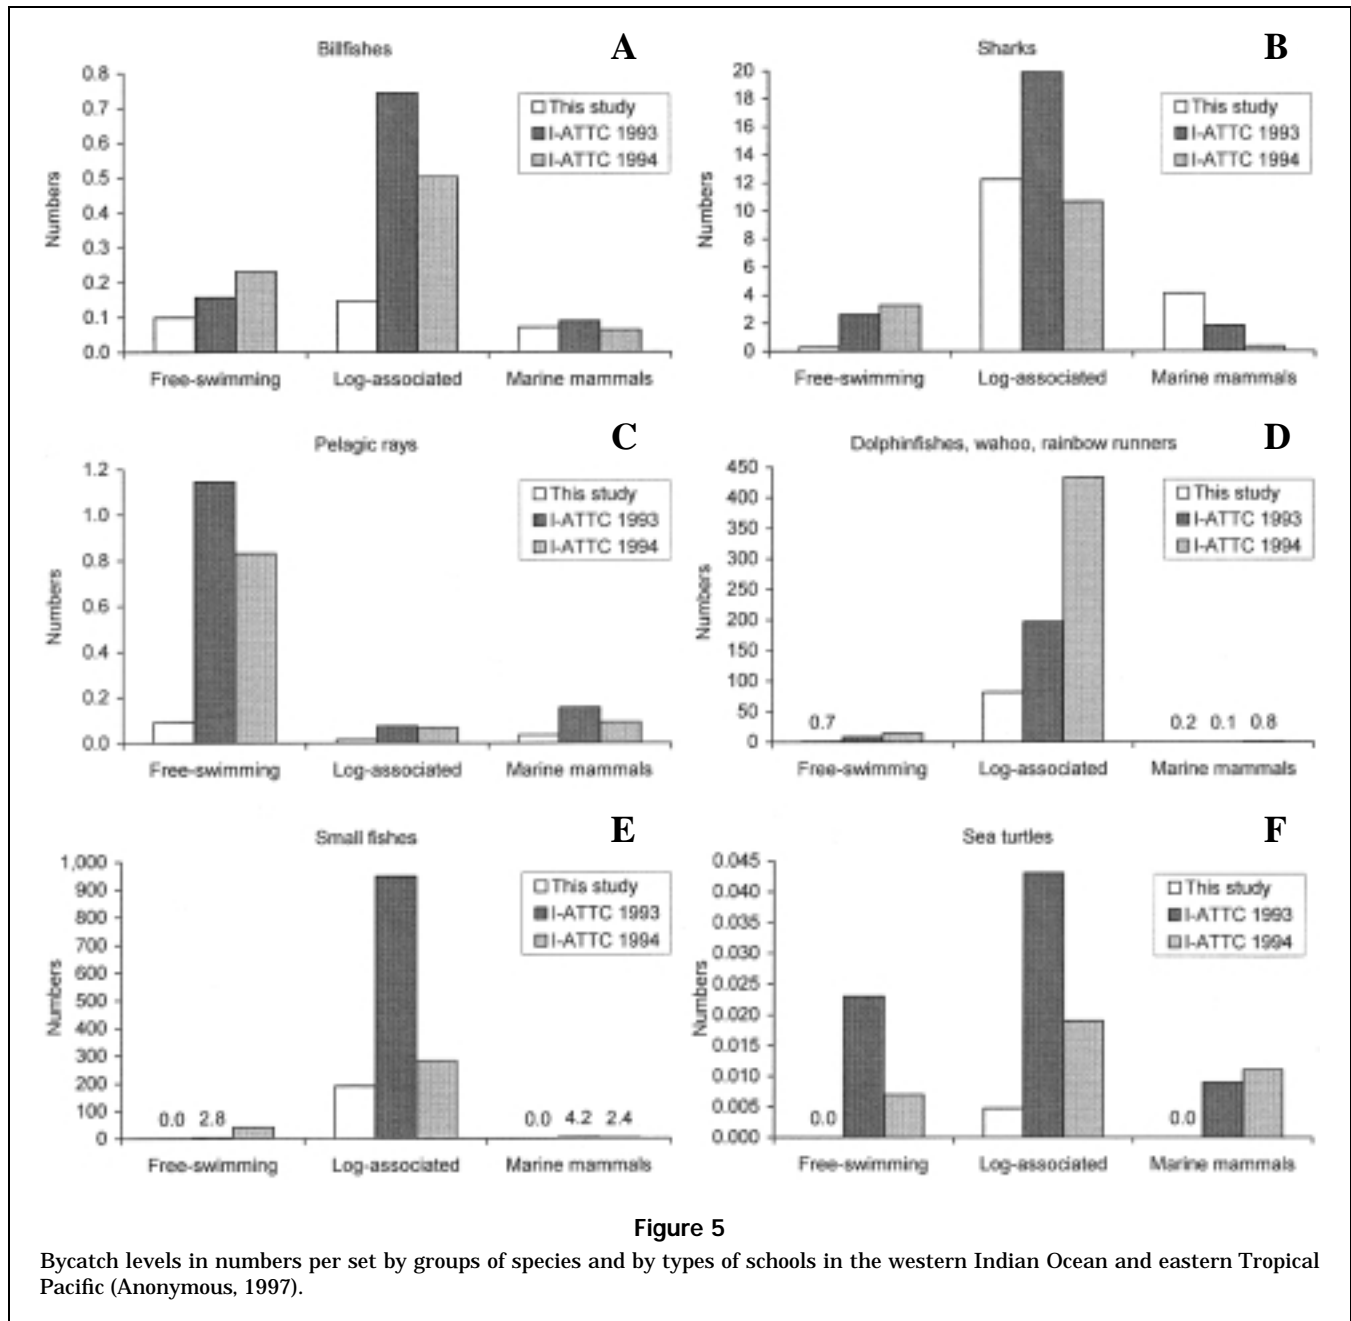 Billfishes A
0.8
0.7
0.6
0.5
0.4
0.3
0.2
0.1
0.0
Numbers
This study
I-ATTC 1993
I-ATTC 1994
Free-swimming Log-associated Marine mammals
Sharks B
20
18
16
14
12
10
8
6
4
2
0
Numbers
This study
I-ATTC 1993
I-ATTC 1994
Free-swimming Log-associated Marine mammals
Pelagic rays C
1.2
1.0
0.8
0.6
0.4
0.2
0.0
Numbers
This study
I-ATTC 1993
I-ATTC 1994
Free-swimming Log-associated Marine mammals
Dolphinfishes, wahoo, rainbow runners D
450
400
350
300
250
200
150
100
50
0
Numbers
This study
I-ATTC 1993
I-ATTC 1994
0.7
0.2 0.1 0.8
Free-swimming Log-associated Marine mammals
Small fishes E
1,000
900
800
700
600
500
400
300
200
100
0
Numbers
This study
I-ATTC 1993
I-ATTC 1994
0.0 2.8
0.0 4.2 2.4
Free-swimming Log-associated Marine mammals
Sea turtles F
0.045
0.040
0.035
0.030
0.025
0.020
0.015
0.010
0.005
0.000
Numbers
This study
I-ATTC 1993
I-ATTC 1994
0.0
0.0
Free-swimming Log-associated Marine mammals
Figure 5
Bycatch levels in numbers per set by groups of species and by types of schools in the western Indian Ocean and eastern Tropical
Pacific (Anonymous, 1997).